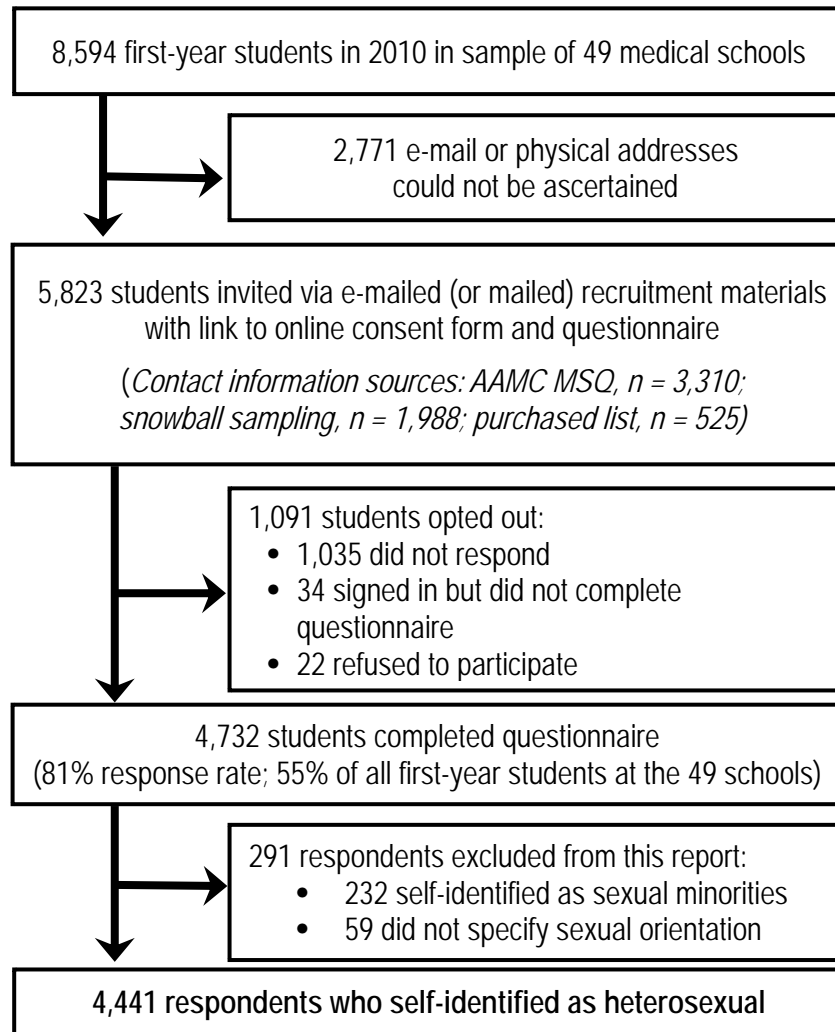 8,594 first-year students in 2010 in sample of 49 medical schools
2,771 e-mail or physical addresses
could not be ascertained
5,823 students invited via e-mailed (or mailed) recruitment materials
with link to online consent form and questionnaire
(Contact information sources: AAMC MSQ, n = 3,310;
snowball sampling, n = 1,988; purchased list, n = 525)
1,091 students opted out:
• 1,035 did not respond
• 34 signed in but did not complete
questionnaire
• 22 refused to participate
4,732 students completed questionnaire
(81% response rate; 55% of all first-year students at the 49 schools)
291 respondents excluded from this report:
• 232 self-identified as sexual minorities
• 59 did not specify sexual orientation
4,441 respondents who self-identified as heterosexual